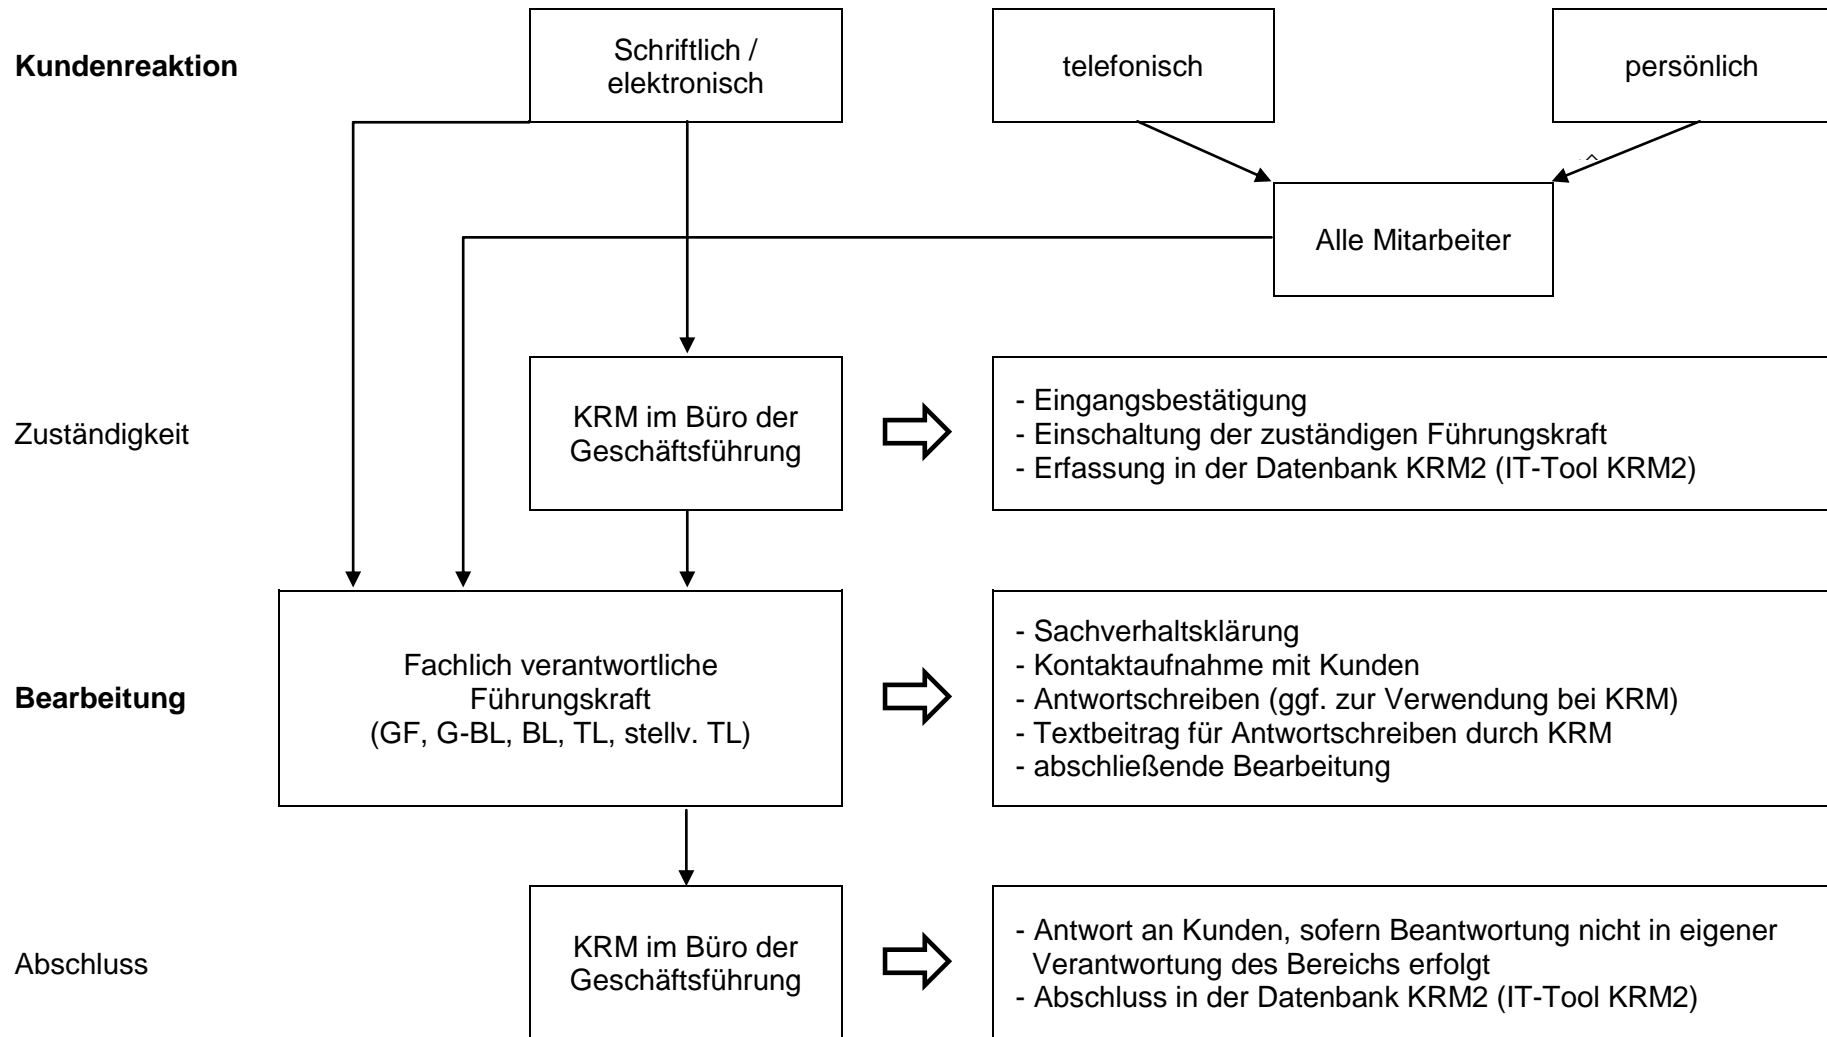 Kundenreaktion
Schriftlich /
elektronisch
telefonisch
persönlich
Alle Mitarbeiter
Zuständigkeit
KRM im Büro der
Geschäftsführung
- Eingangsbestätigung
- Einschaltung der zuständigen Führungskraft
- Erfassung in der Datenbank KRM2 (IT-Tool KRM2)
Bearbeitung
Fachlich verantwortliche
Führungskraft
(GF, G-BL, BL, TL, stellv. TL)
- Sachverhaltsklärung
- Kontaktaufnahme mit Kunden
- Antwortschreiben (ggf. zur Verwendung bei KRM)
- Textbeitrag für Antwortschreiben durch KRM
- abschließende Bearbeitung
Abschluss
KRM im Büro der
Geschäftsführung
- Antwort an Kunden, sofern Beantwortung nicht in eigener
Verantwortung des Bereichs erfolgt
- Abschluss in der Datenbank KRM2 (IT-Tool KRM2)